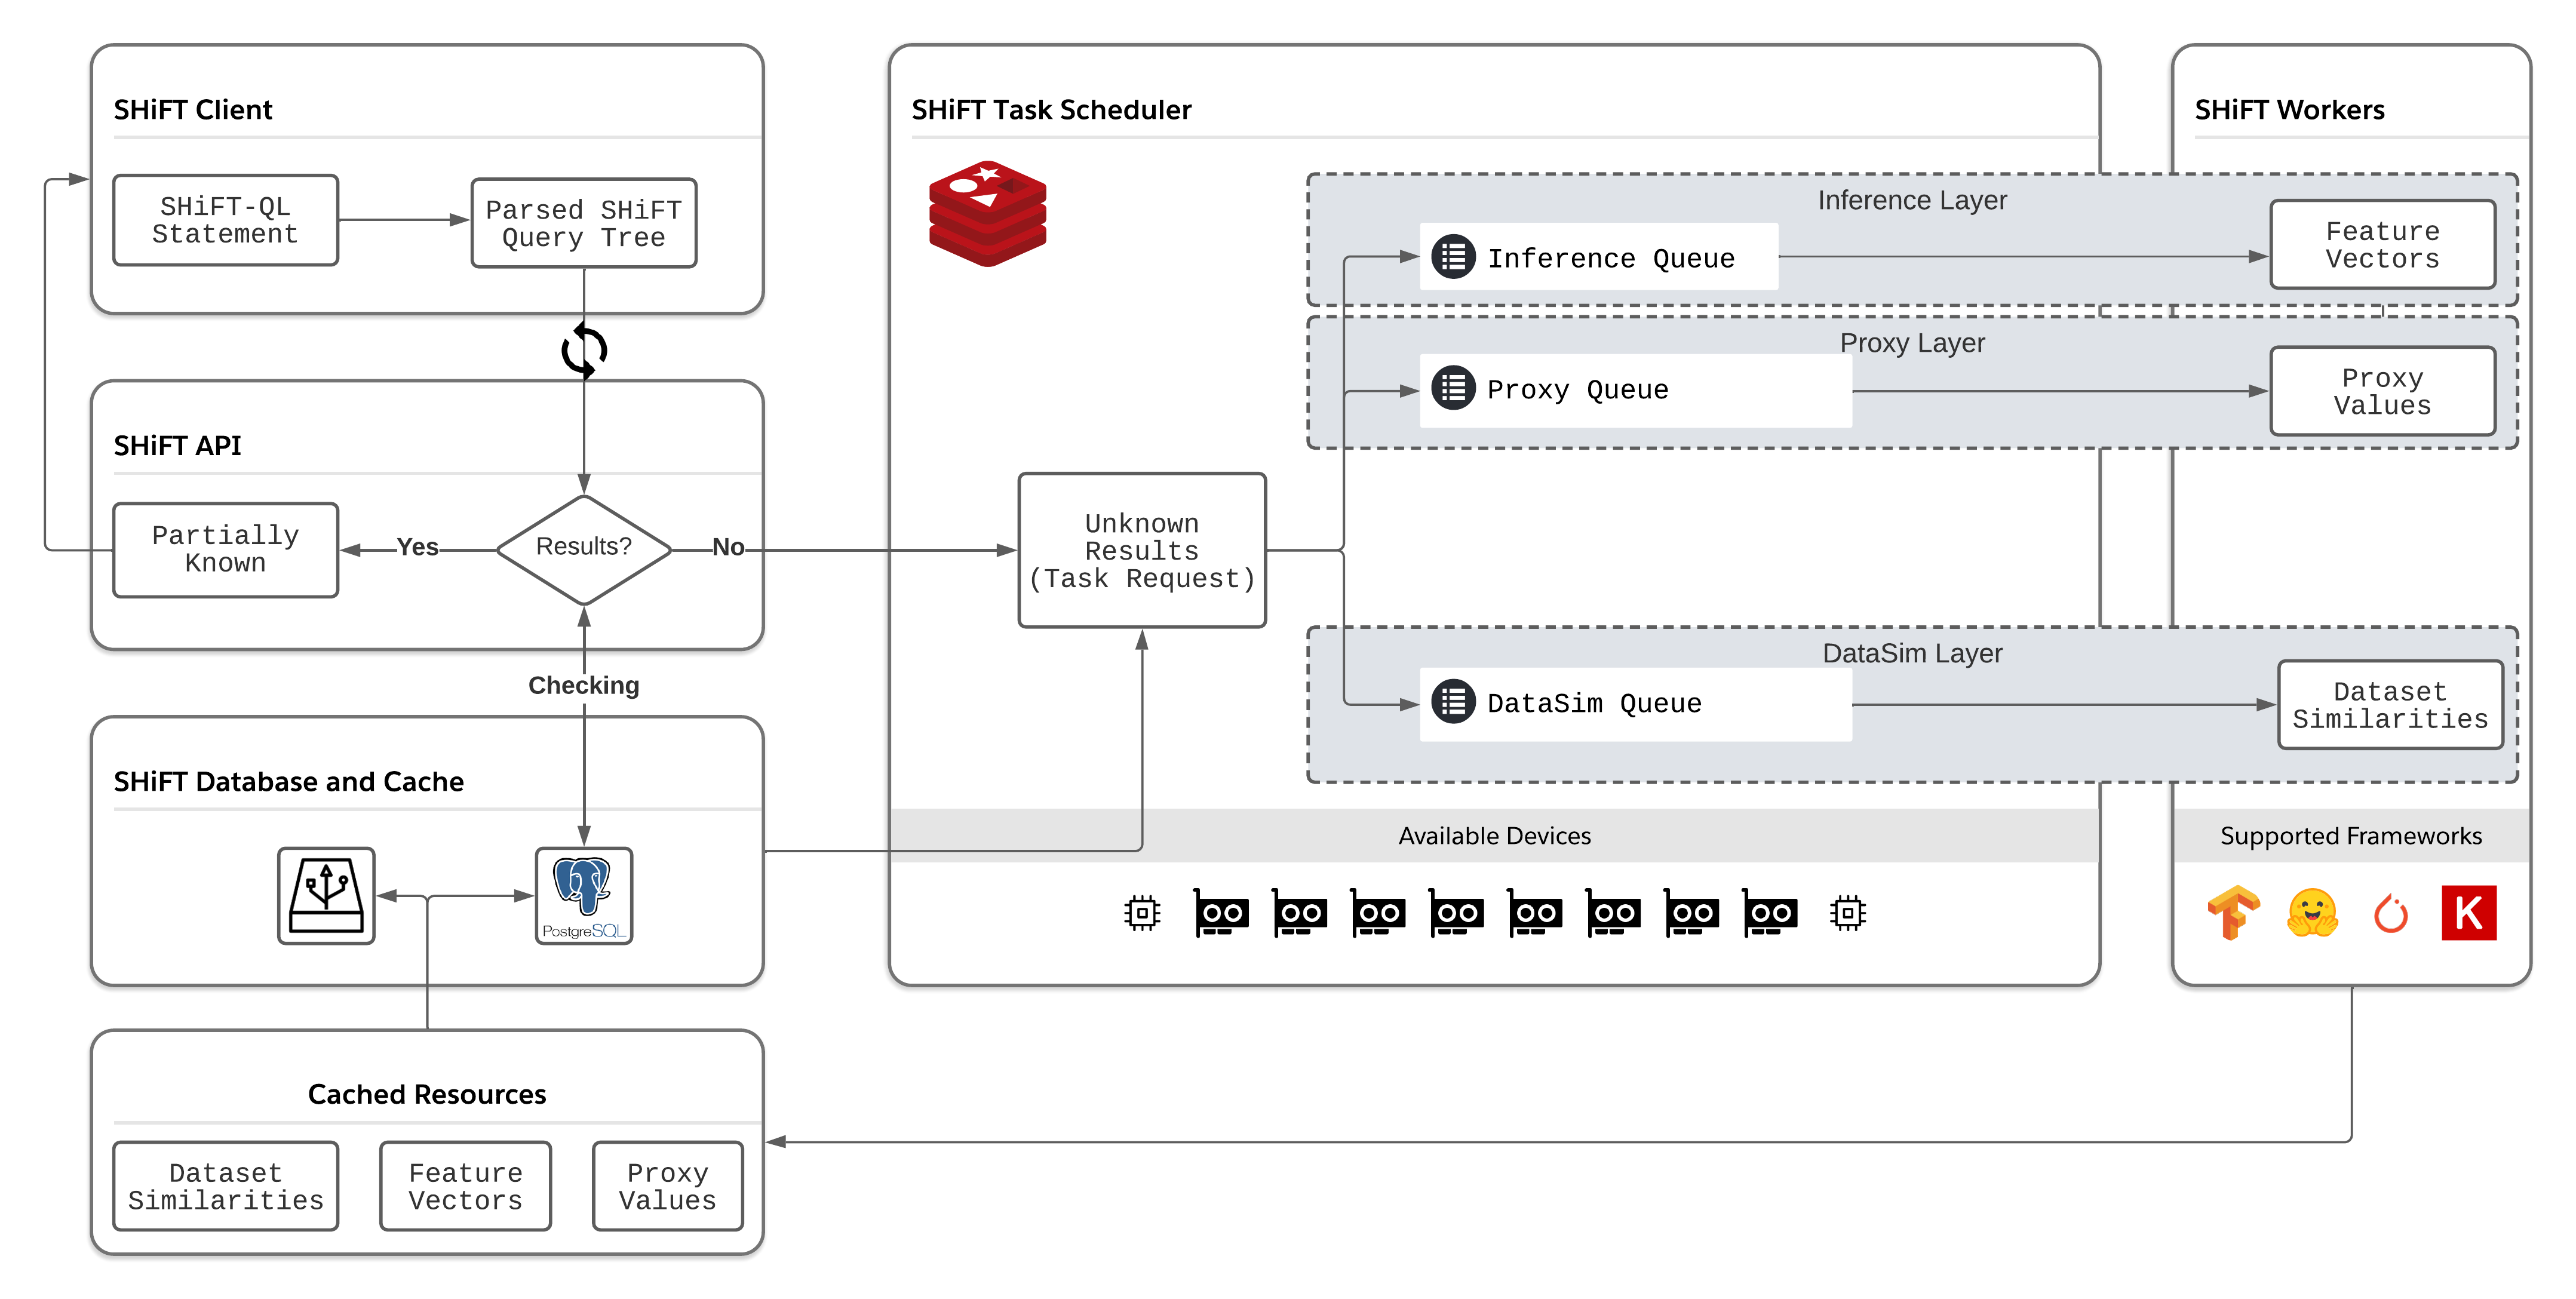 SHiFT Client
SHiFT-QL
Statement
Parsed SHiFT
Query Tree
SHiFT API
Partially
Known
Yes
Results?
No
Checking
SHiFT Database and Cache
PostgreSQL
Cached Resources
Dataset
Similarities
Feature
Vectors
Proxy
Values
SHiFT Task Scheduler
Unknown
Results
(Task Request)
Inference Layer
Inference Queue
Proxy Layer
Proxy Queue
DataSim Layer
DataSim Queue
Available Devices
SHiFT Workers
Feature
Vectors
Proxy
Values
Dataset
Similarities
Supported Frameworks
K